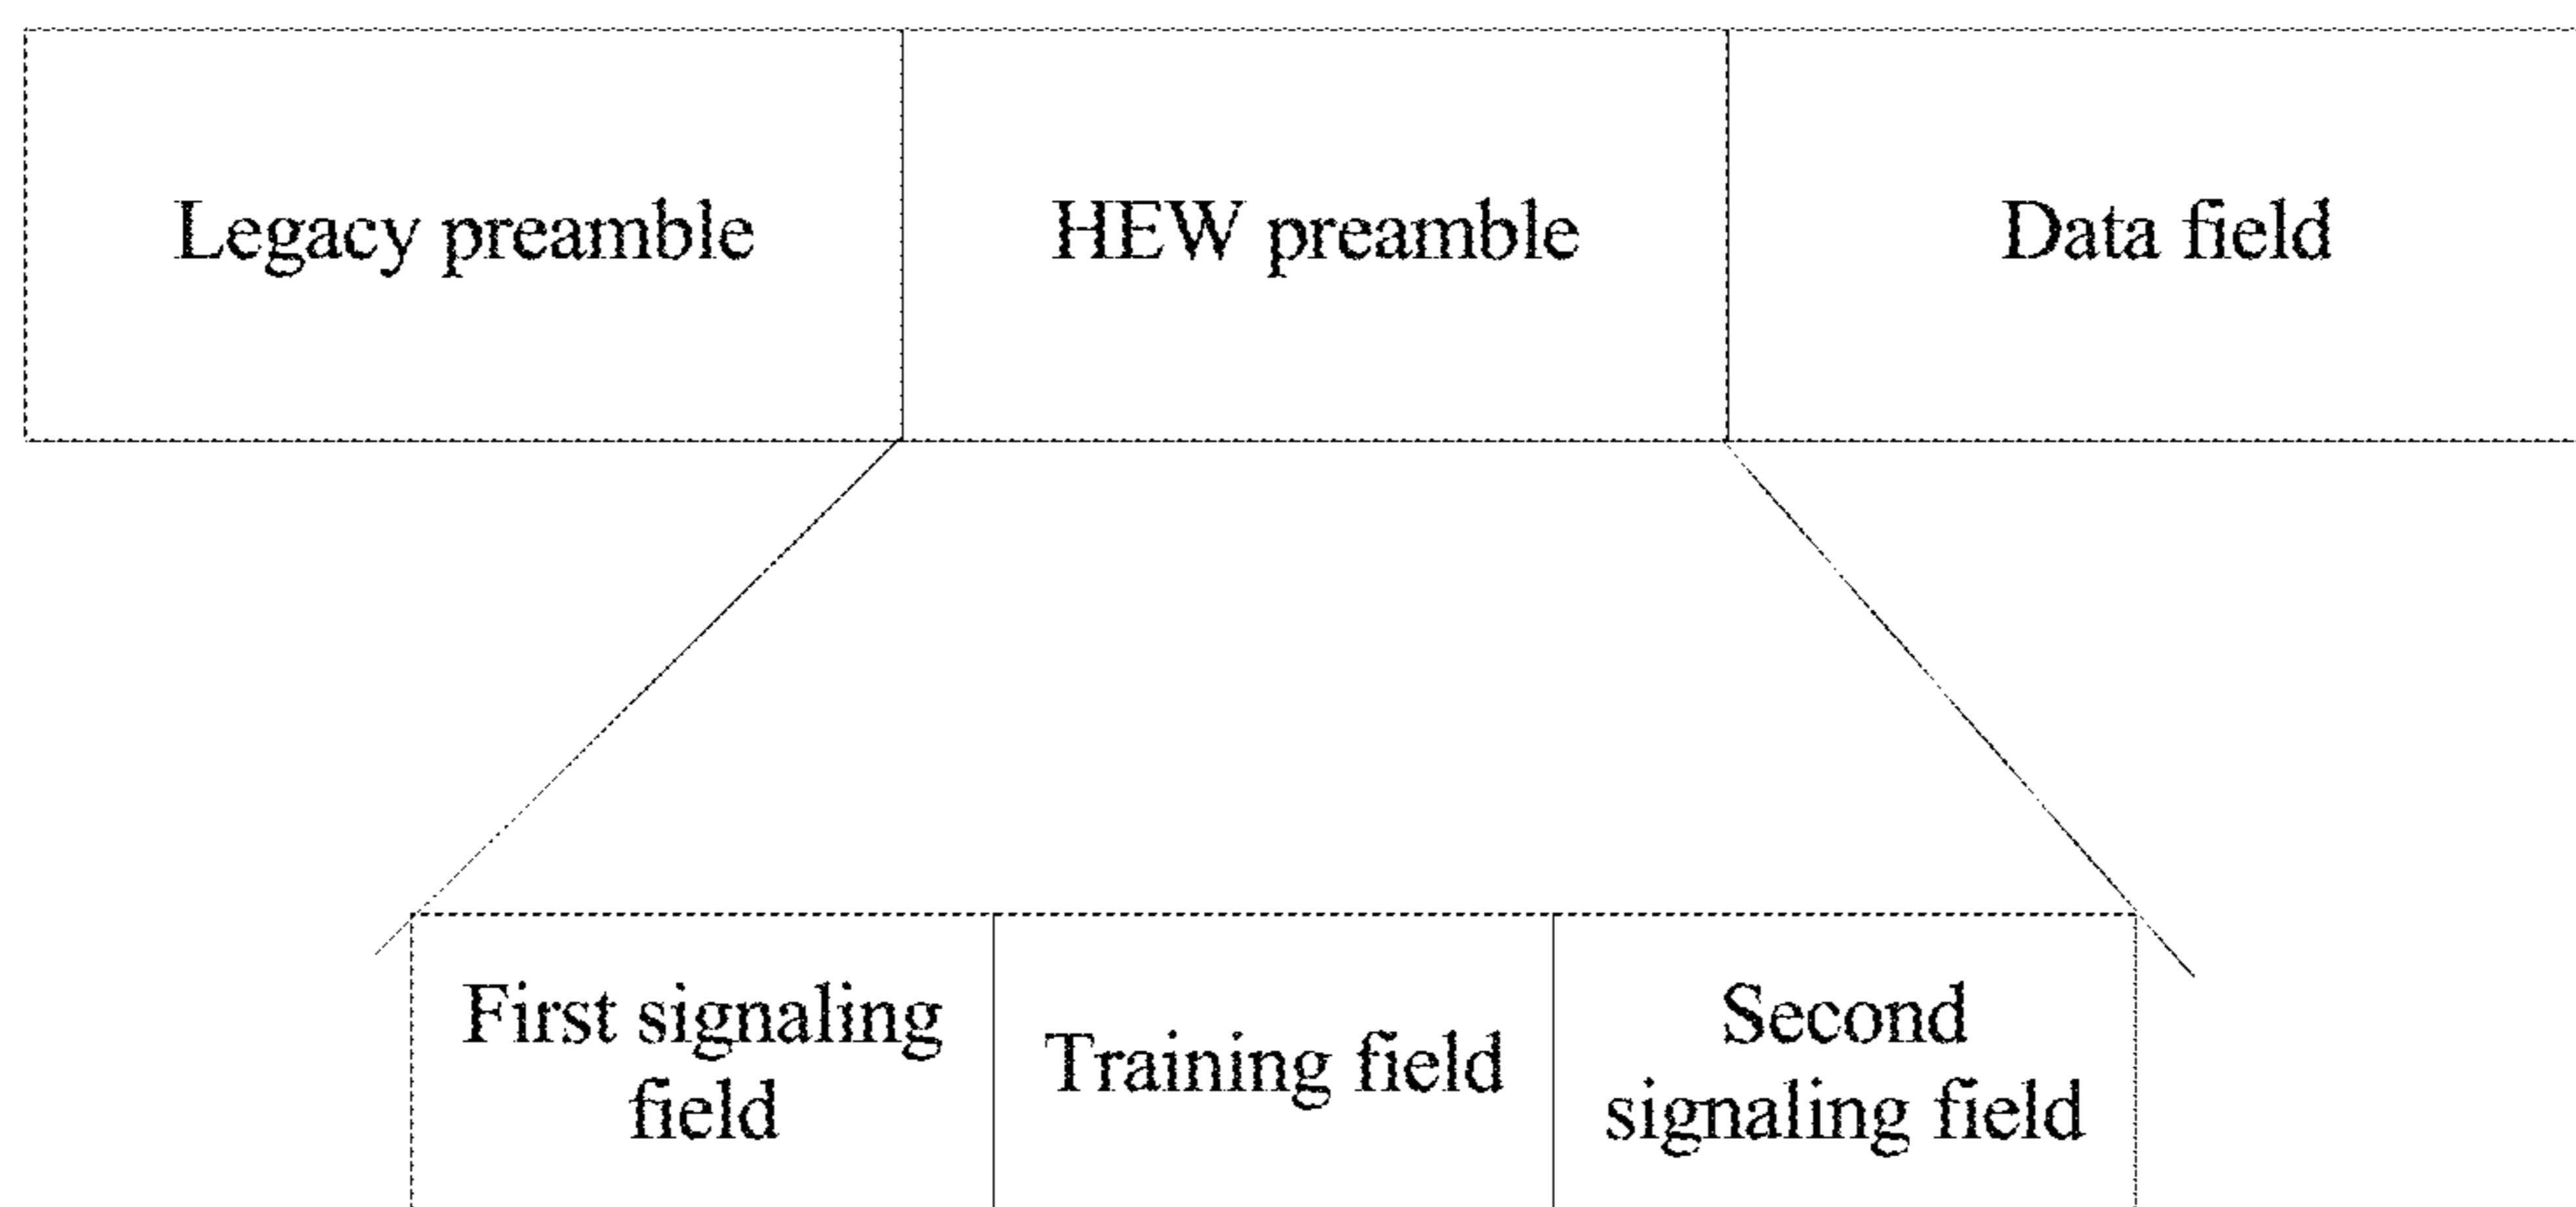 Legacy preamble
HEW preamble
Data field
First signaling
field
Training field
Second
signaling field